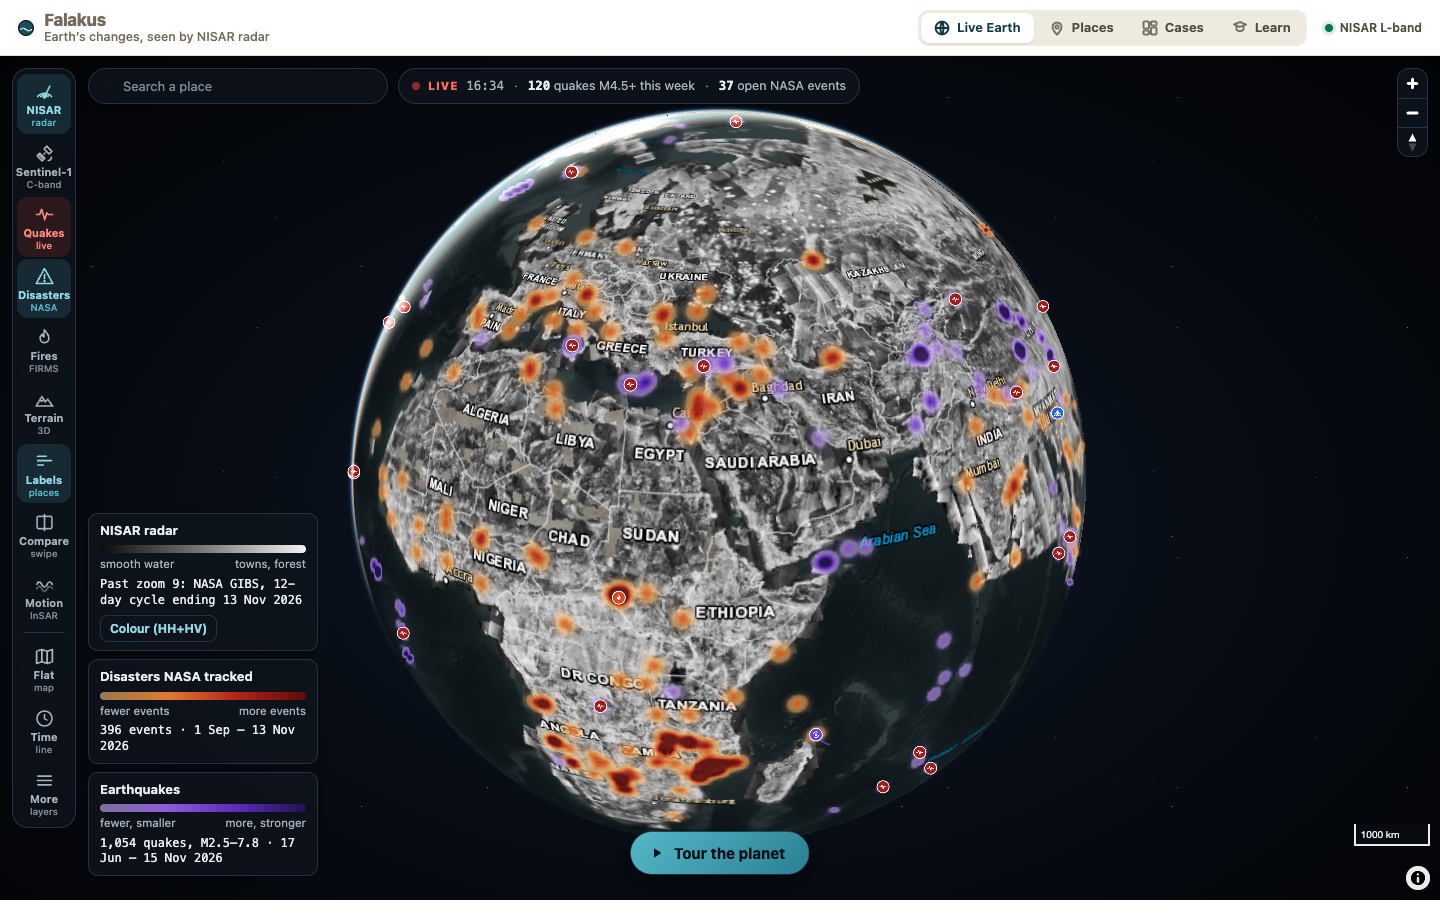 Falakus
Earth's changes, seen by NISAR radar
Live Earth
Places
Cases
Learn
NISAR L-band
NISAR
radar
Sentinel-1
C-band
Quakes
live
Disasters
NASA
Fires
FIRMS
Terrain
3D
Labels
places
Compare
swipe
Motion
InSAR
Flat
map
Time
line
More
layers
Search a place
LIVE 16:34 · 120 quakes M4.5+ this week · 37 open NASA events
UKRAINE
FRANCE
ITALY
Istanbul
GREECE
TURKEY
Baghdad
IRAN
ALGERIA
LIBYA
EGYPT
SAUDI ARABIA
Dubai
New Delhi
INDIA
Mumbai
MALI
NIGER
CHAD
SUDAN
Arabian Sea
NIGERIA
Accra
ETHIOPIA
DR CONGO
TANZANIA
ANGOLA
NISAR radar
smooth water
towns, forest
Past zoom 9: NASA GIBS, 12-
day cycle ending 13 Nov 2026
Colour (HH+HV)
Disasters NASA tracked
fewer events
more events
396 events · 1 Sep – 13 Nov
2026
Earthquakes
fewer, smaller
more, stronger
1,054 quakes, M2.5–7.8 · 17
Jun – 15 Nov 2026
Tour the planet
1000 km